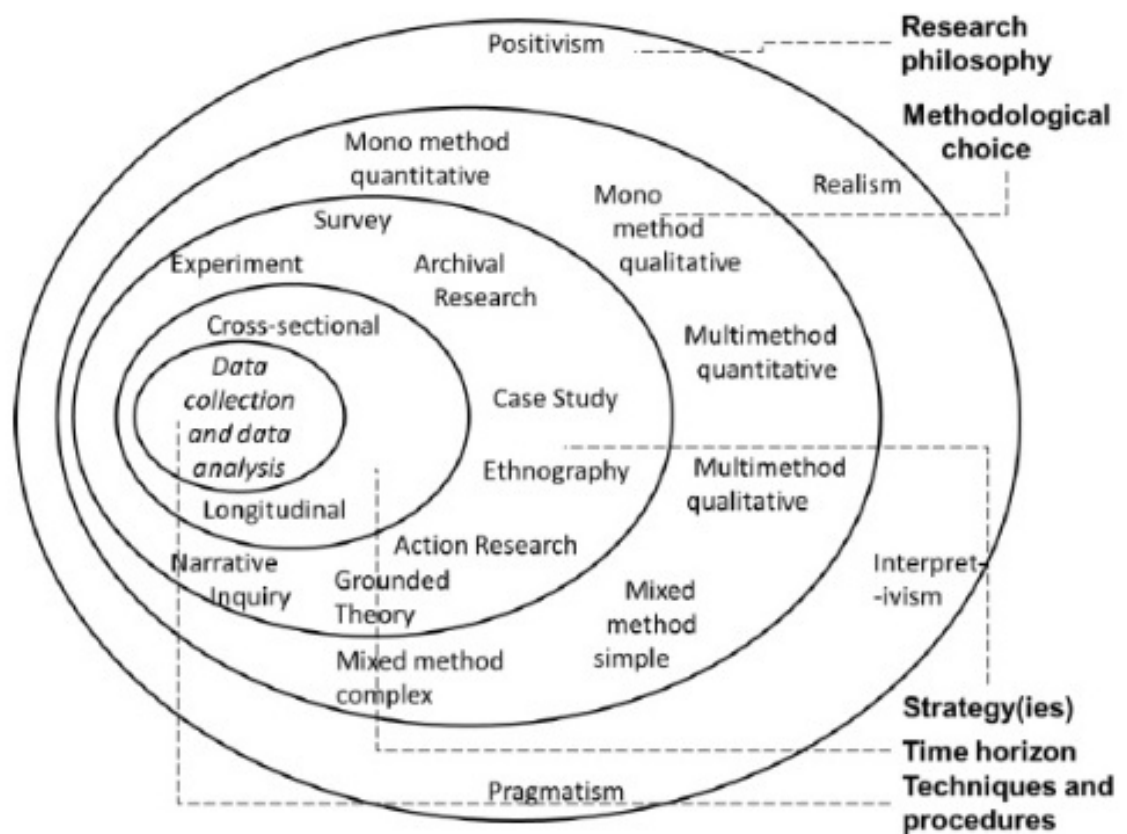 Positivism
Research
philosophy
Methodological
choice
Mono method
quantitative
Realism
Mono
method
qualitative
Survey
Experiment
Archival
Research
Cross-sectional
Multimethod
quantitative
Data
collection
and data
analysis
Case Study
Ethnography
Multimethod
qualitative
Longitudinal
Action Research
Narrative
Inquiry
Grounded
Theory
Interpret-
-ivism
Mixed
method
simple
Mixed method
complex
Strategy(ies)
Time horizon
Pragmatism
Techniques and
procedures